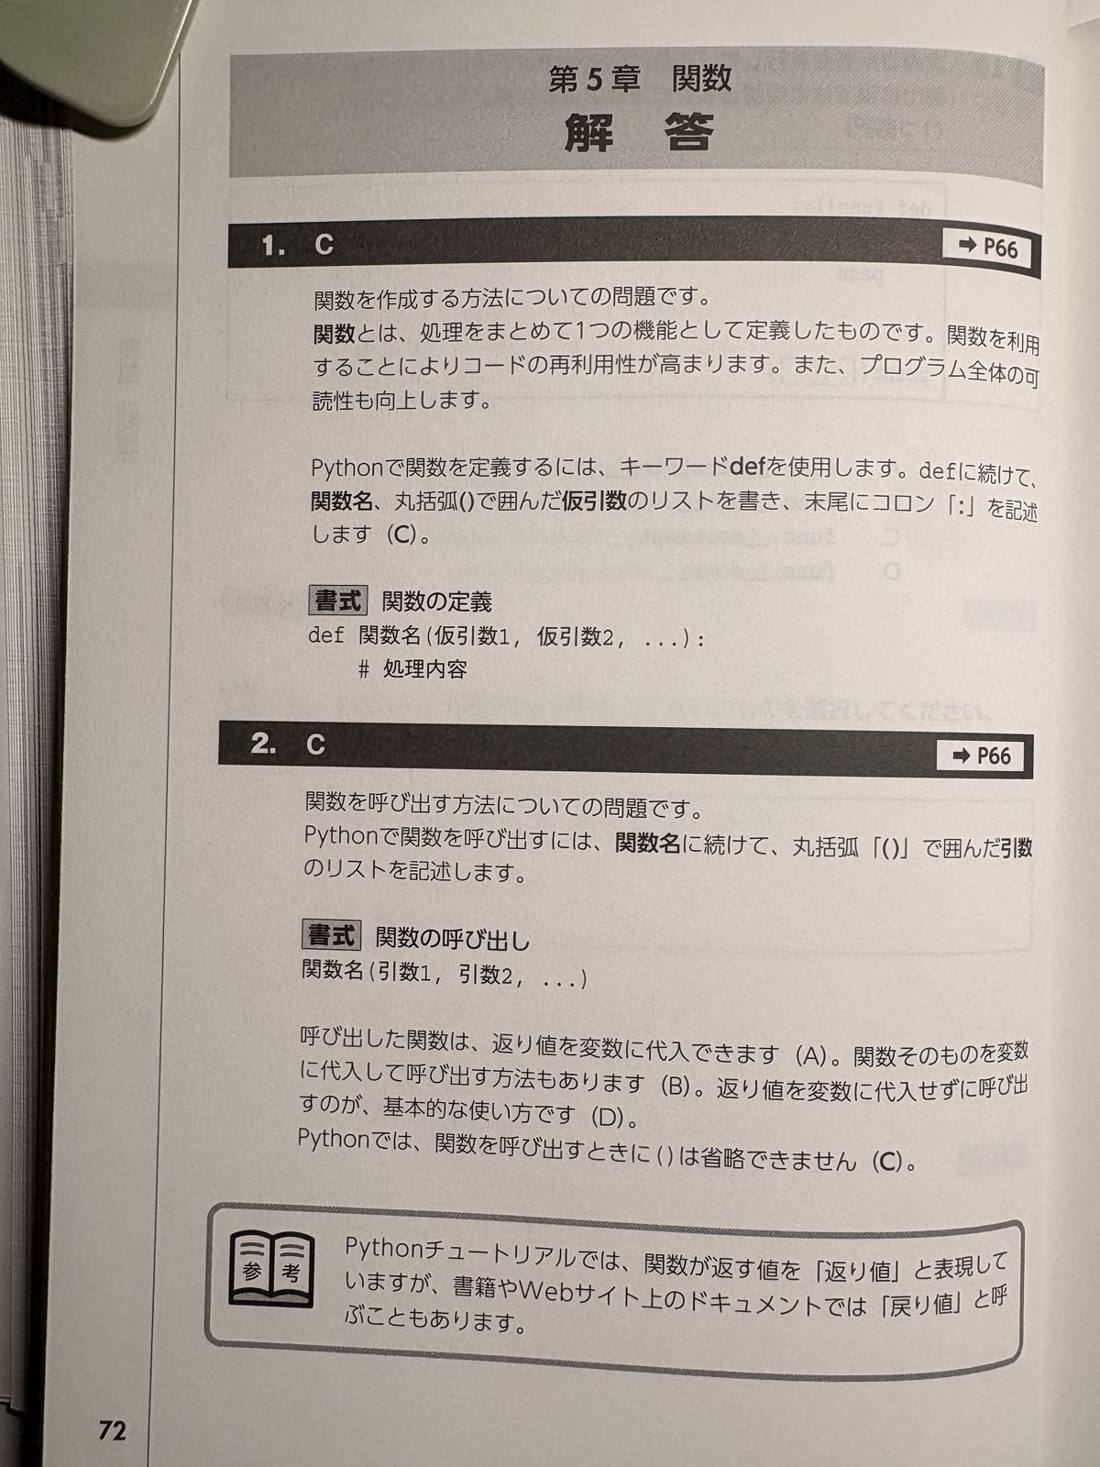 第5章 関数
解 答
1. C ➡ P66
関数を作成する方法についての問題です。
関数とは、処理をまとめて1つの機能として定義したものです。関数を利用
することによりコードの再利用性が高まります。また、プログラム全体の可
読性も向上します。
Pythonで関数を定義するには、キーワードdefを使用します。defに続けて、
関数名、丸括弧()で囲んだ仮引数のリストを書き、末尾にコロン「:」を記述
します（C）。
書式 関数の定義
def 関数名(仮引数1, 仮引数2, ...):
    # 処理内容
2. C ➡ P66
関数を呼び出す方法についての問題です。
Pythonで関数を呼び出すには、関数名に続けて、丸括弧「()」で囲んだ引数
のリストを記述します。
書式 関数の呼び出し
関数名(引数1, 引数2, ...)
呼び出した関数は、返り値を変数に代入できます（A）。関数そのものを変数
に代入して呼び出す方法もあります（B）。返り値を変数に代入せずに呼び出
すのが、基本的な使い方です（D）。
Pythonでは、関数を呼び出すときに()は省略できません（C）。
参考
Pythonチュートリアルでは、関数が返す値を「返り値」と表現して
いますが、書籍やWebサイト上のドキュメントでは「戻り値」と呼
ぶこともあります。
72